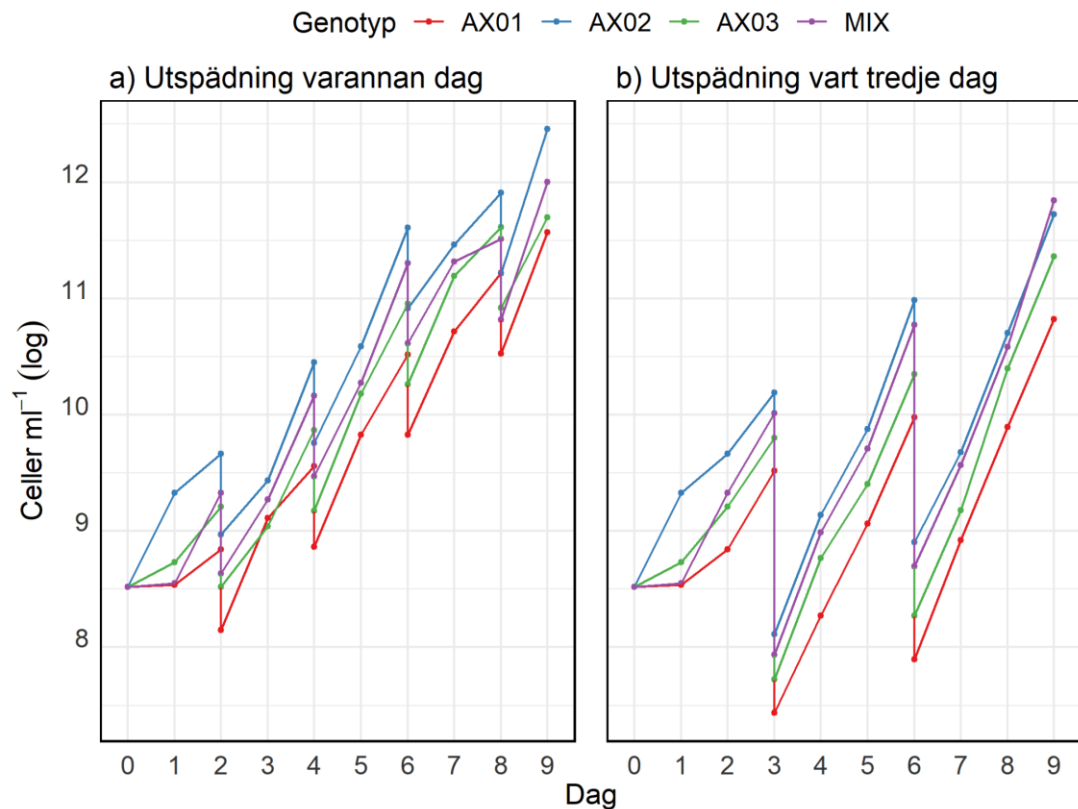 Genotyp AX01 AX02 AX03 MIX
a) Utspädning varannan dag
b) Utspädning vart tredje dag
Celler ml⁻¹ (log)
12
11
10
9
8
0 1 2 3 4 5 6 7 8 9
0 1 2 3 4 5 6 7 8 9
Dag